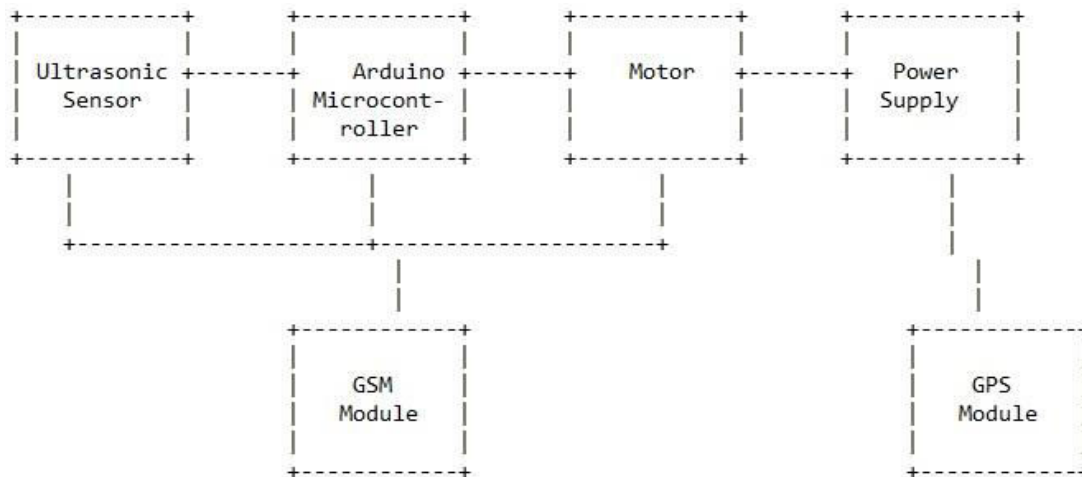 Ultrasonic
Sensor
Arduino
Microcont-
roller
Motor
Power
Supply
GSM
Module
GPS
Module